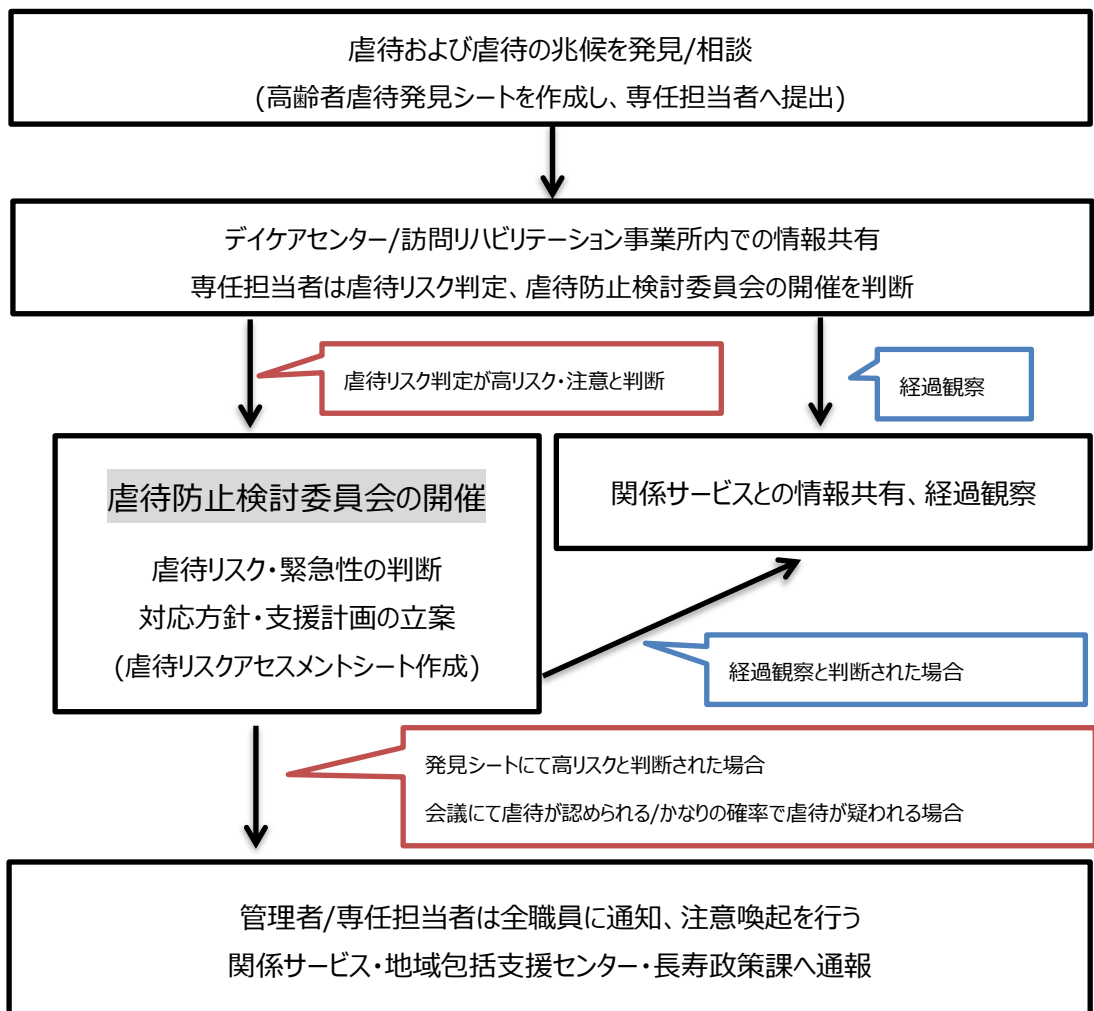 虐待および虐待の兆候を発見/相談
(高齢者虐待発見シートを作成し、専任担当者へ提出)
デイケアセンター/訪問リハビリテーション事業所内での情報共有
専任担当者は虐待リスク判定、虐待防止検討委員会の開催を判断
虐待リスク判定が高リスク・注意と判断
経過観察
虐待防止検討委員会の開催
虐待リスク・緊急性の判断
対応方針・支援計画の立案
(虐待リスクアセスメントシート作成)
関係サービスとの情報共有、経過観察
経過観察と判断された場合
発見シートにて高リスクと判断された場合
会議にて虐待が認められる/かなりの確率で虐待が疑われる場合
管理者/専任担当者は全職員に通知、注意喚起を行う
関係サービス・地域包括支援センター・長寿政策課へ通報